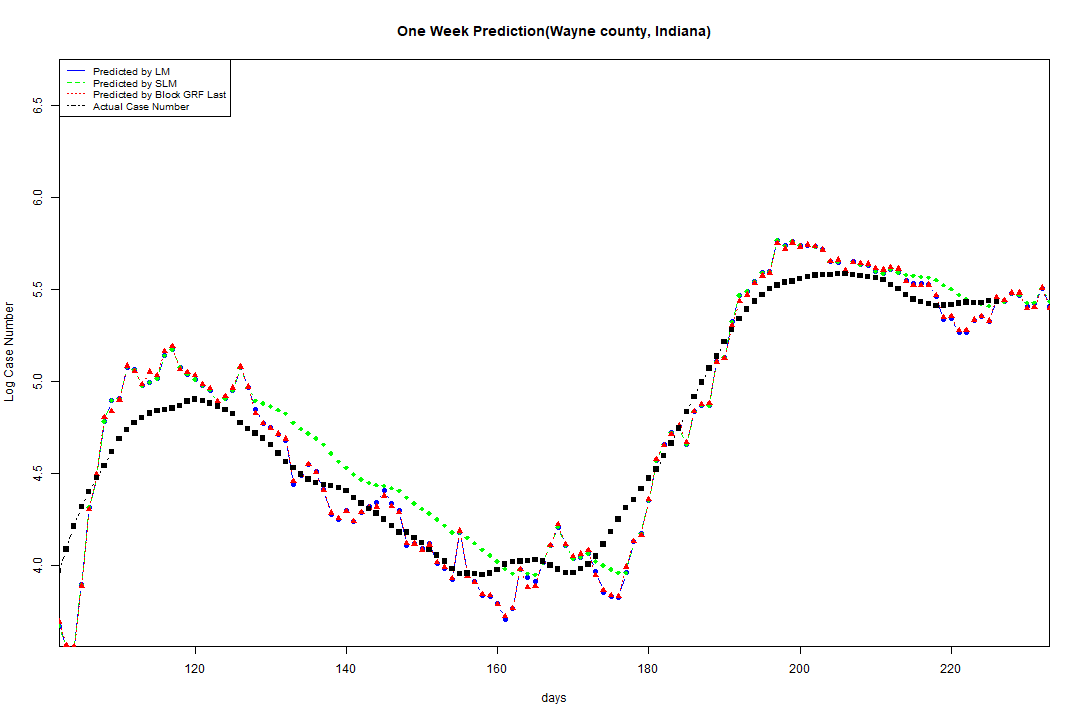 One Week Prediction(Wayne county, Indiana)
Predicted by LM
Predicted by SLM
Predicted by Block GRF Last
Actual Case Number
6.5
6.0
5.5
5.0
4.5
4.0
Log Case Number
120 140 160 180 200 220
days